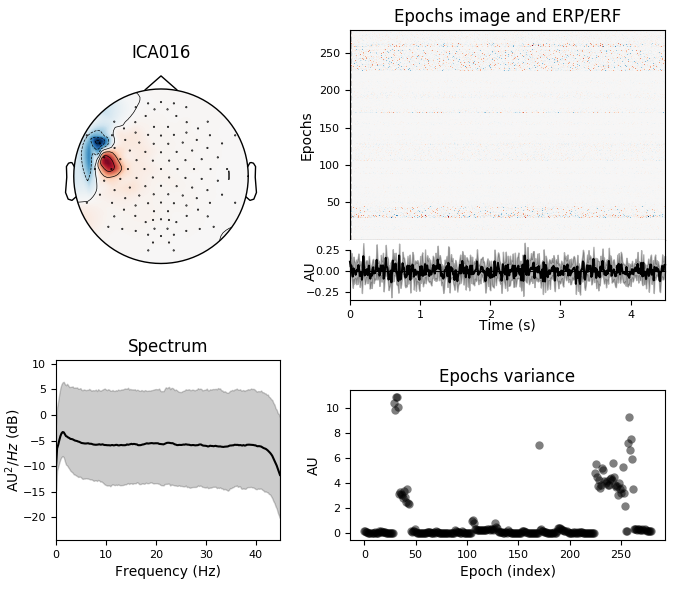 ICA016
Epochs image and ERP/ERF
Epochs
250
200
150
100
50
AU
0.25
0.00
−0.25
0 1 2 3 4
Time (s)
Spectrum
AU²/Hz (dB)
10
5
0
−5
−10
−15
−20
0 20 40
Frequency (Hz)
Epochs variance
AU
10
8
6
4
2
0
0 50 100 150 200 250
Epoch (index)